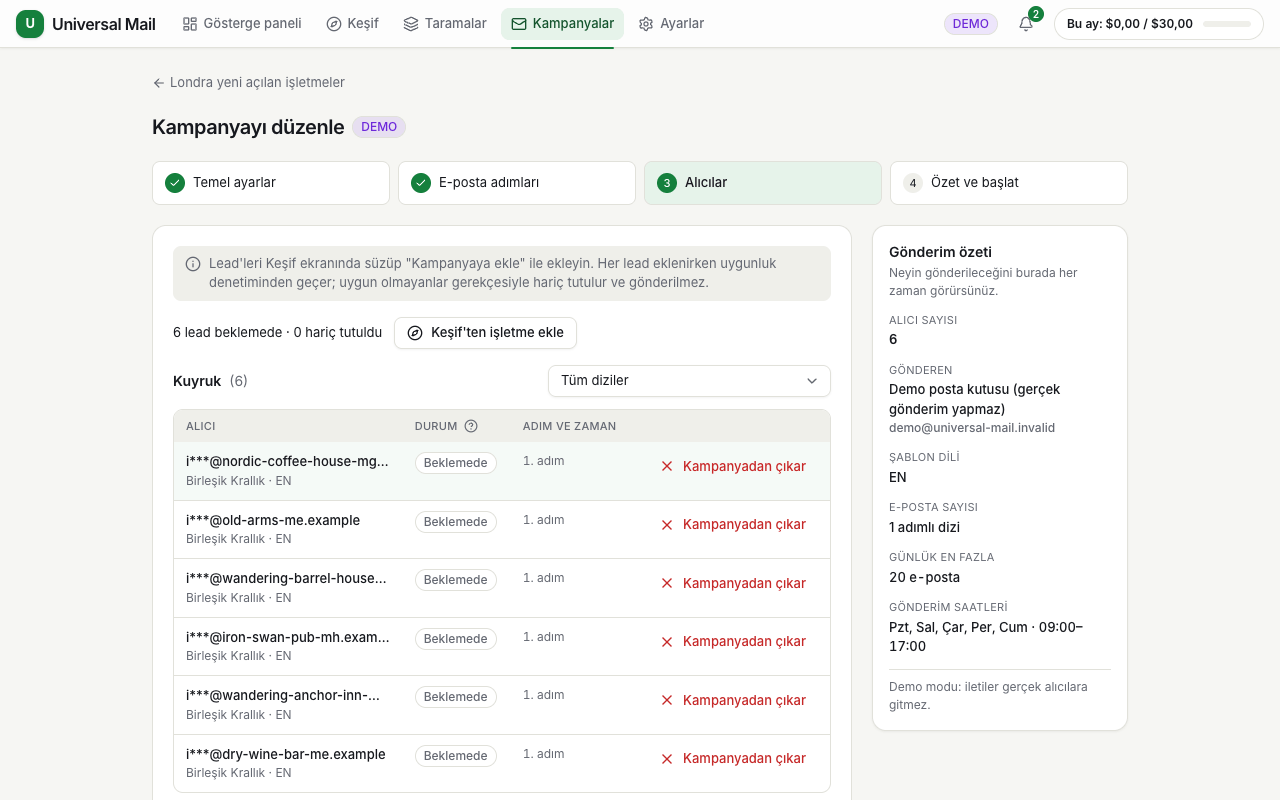 U Universal Mail Gösterge paneli Keşif Taramalar Kampanyalar Ayarlar DEMO 2 Bu ay: $0,00 / $30,00
← Londra yeni açılan işletmeler
Kampanyayı düzenle DEMO
Temel ayarlar E-posta adımları 3 Alıcılar 4 Özet ve başlat
Lead'leri Keşif ekranında süzüp "Kampanyaya ekle" ile ekleyin. Her lead eklenirken uygunluk
denetiminden geçer; uygun olmayanlar gerekçesiyle hariç tutulur ve gönderilmez.
6 lead beklemede · 0 hariç tutuldu Keşif'ten işletme ekle
Kuyruk (6) Tüm diziler
ALICI DURUM ADIM VE ZAMAN
i***@nordic-coffee-house-mg... Beklemede 1. adım Kampanyadan çıkar
Birleşik Krallık · EN
i***@old-arms-me.example Beklemede 1. adım Kampanyadan çıkar
Birleşik Krallık · EN
i***@wandering-barrel-house... Beklemede 1. adım Kampanyadan çıkar
Birleşik Krallık · EN
i***@iron-swan-pub-mh.exam... Beklemede 1. adım Kampanyadan çıkar
Birleşik Krallık · EN
i***@wandering-anchor-inn-... Beklemede 1. adım Kampanyadan çıkar
Birleşik Krallık · EN
i***@dry-wine-bar-me.example Beklemede 1. adım Kampanyadan çıkar
Birleşik Krallık · EN
Gönderim özeti
Neyin gönderileceğini burada her
zaman görürsünüz.
ALICI SAYISI
6
GÖNDEREN
Demo posta kutusu (gerçek
gönderim yapmaz)
demo@universal-mail.invalid
ŞABLON DİLİ
EN
E-POSTA SAYISI
1 adımlı dizi
GÜNLÜK EN FAZLA
20 e-posta
GÖNDERİM SAATLERİ
Pzt, Sal, Çar, Per, Cum · 09:00–
17:00
Demo modu: iletiler gerçek alıcılara
gitmez.